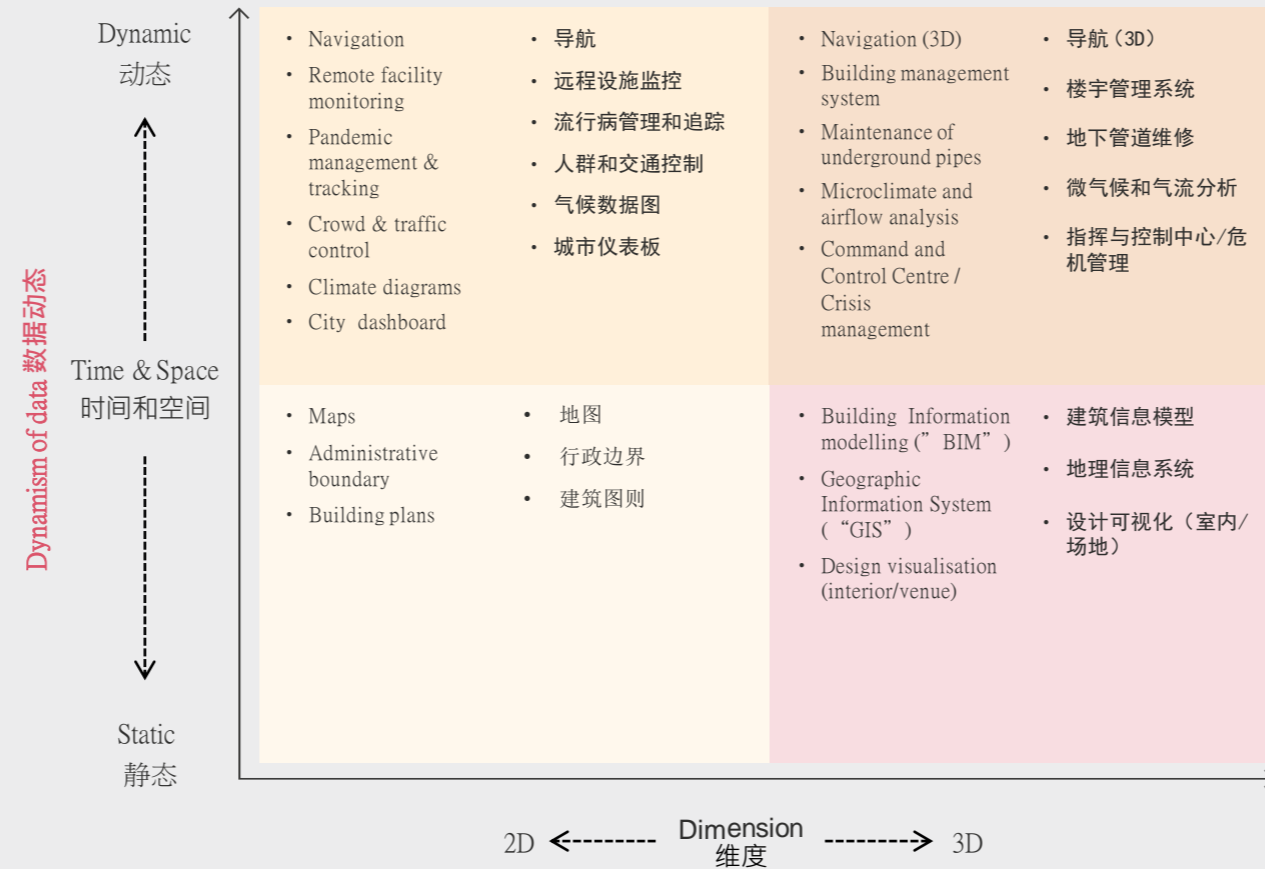 Dynamic
动态
Time & Space
时间和空间
Static
静态
Dynamism of data 数据动态
• Navigation
• Remote facility
monitoring
• Pandemic
management &
tracking
• Crowd & traffic
control
• Climate diagrams
• City dashboard
• 导航
• 远程设施监控
• 流行病管理和追踪
• 人群和交通控制
• 气候数据图
• 城市仪表板
• Navigation (3D)
• Building management
system
• Maintenance of
underground pipes
• Microclimate and
airflow analysis
• Command and
Control Centre /
Crisis
management
• 导航（3D）
• 楼宇管理系统
• 地下管道维修
• 微气候和气流分析
• 指挥与控制中心/危
机管理
• Maps
• Administrative
boundary
• Building plans
• 地图
• 行政边界
• 建筑图则
• Building Information
modelling (” BIM” )
• Geographic
Information System
( “GIS” )
• Design visualisation
(interior/venue)
• 建筑信息模型
• 地理信息系统
• 设计可视化（室内/
场地）
2D
Dimension
维度
3D